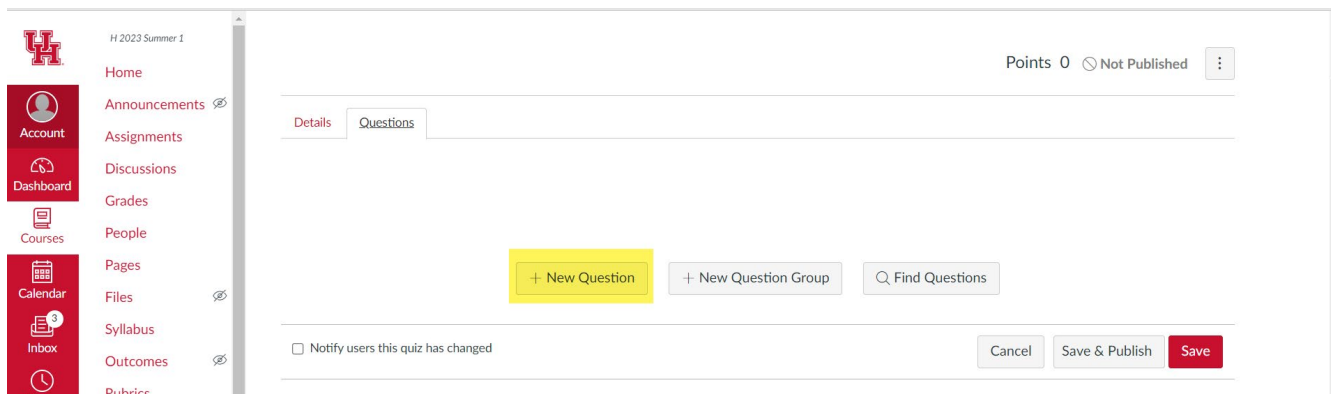 UH
H 2023 Summer 1
Home
Announcements
Assignments
Discussions
Grades
People
Pages
Files
Syllabus
Outcomes
Rubrics
Account
Dashboard
Courses
Calendar
3
Inbox
Points 0 Not Published
Details Questions
+ New Question + New Question Group Find Questions
Notify users this quiz has changed
Cancel Save & Publish Save